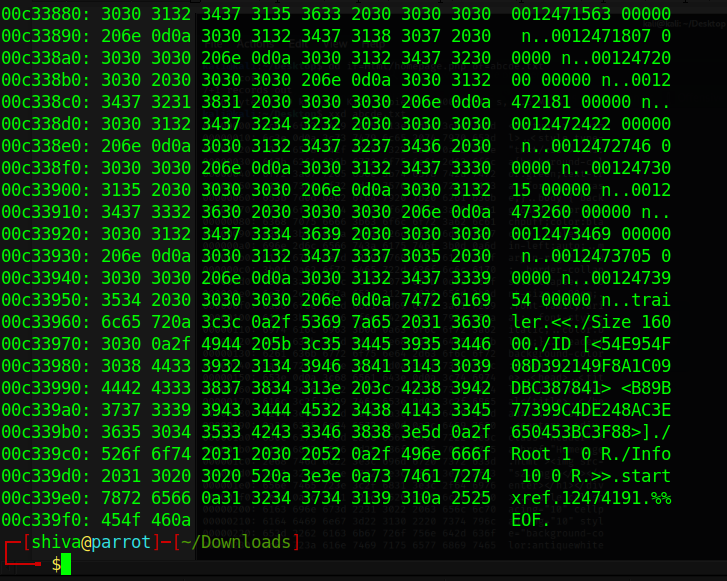 00c33880: 3030 3132 3437 3135 3633 2030 3030 3030  0012471563 00000
00c33890: 206e 0d0a 3030 3132 3437 3138 3037 2030   n..0012471807 0
00c338a0: 3030 3030 206e 0d0a 3030 3132 3437 3230  0000 n..00124720
00c338b0: 3030 2030 3030 3030 206e 0d0a 3030 3132  00 00000 n..0012
00c338c0: 3437 3231 3831 2030 3030 3030 206e 0d0a  472181 00000 n..
00c338d0: 3030 3132 3437 3234 3232 2030 3030 3030  0012472422 00000
00c338e0: 206e 0d0a 3030 3132 3437 3237 3436 2030   n..0012472746 0
00c338f0: 3030 3030 206e 0d0a 3030 3132 3437 3330  0000 n..00124730
00c33900: 3135 2030 3030 3030 206e 0d0a 3030 3132  15 00000 n..0012
00c33910: 3437 3332 3630 2030 3030 3030 206e 0d0a  473260 00000 n..
00c33920: 3030 3132 3437 3334 3639 2030 3030 3030  0012473469 00000
00c33930: 206e 0d0a 3030 3132 3437 3337 3035 2030   n..0012473705 0
00c33940: 3030 3030 206e 0d0a 3030 3132 3437 3339  0000 n..00124739
00c33950: 3534 2030 3030 3030 206e 0d0a 7472 6169  54 00000 n..trai
00c33960: 6c65 720a 3c3c 0a2f 5369 7a65 2031 3630  ler.<<./Size 160
00c33970: 3030 0a2f 4944 205b 3c35 3445 3935 3446  00./ID [<54E954F
00c33980: 3038 4433 3932 3134 3946 3841 3143 3039  08D392149F8A1C09
00c33990: 4442 4333 3837 3834 313e 203c 4238 3942  DBC387841> <B89B
00c339a0: 3737 3339 3943 3444 4532 3438 4143 3345  77399C4DE248AC3E
00c339b0: 3635 3034 3533 4243 3346 3838 3e5d 0a2f  650453BC3F88>]./
00c339c0: 526f 6f74 2031 2030 2052 0a2f 496e 666f  Root 1 0 R./Info
00c339d0: 2031 3020 3020 520a 3e3e 0a73 7461 7274   10 0 R.>>.start
00c339e0: 7872 6566 0a31 3234 3734 3139 310a 2525  xref.12474191.%%
00c339f0: 454f 460a                                EOF.
┌─[shiva@parrot]─[~/Downloads]
└──╼ $